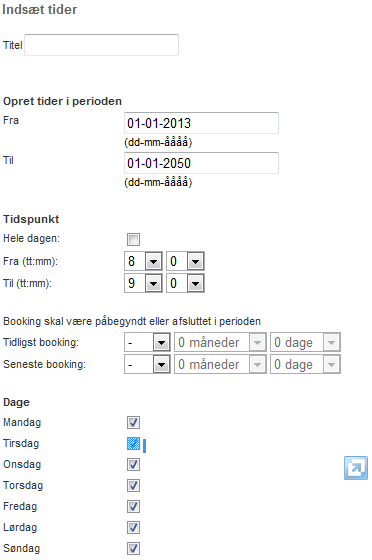 Indsæt tider
Titel
Opret tider i perioden
Fra 01-01-2013
(dd-mm-åååå)
Til 01-01-2050
(dd-mm-åååå)
Tidspunkt
Hele dagen:
Fra (tt:mm): 8 0
Til (tt:mm): 9 0
Booking skal være påbegyndt eller afsluttet i perioden
Tidligst booking: - 0 måneder 0 dage
Seneste booking: - 0 måneder 0 dage
Dage
Mandag
Tirsdag
Onsdag
Torsdag
Fredag
Lørdag
Søndag